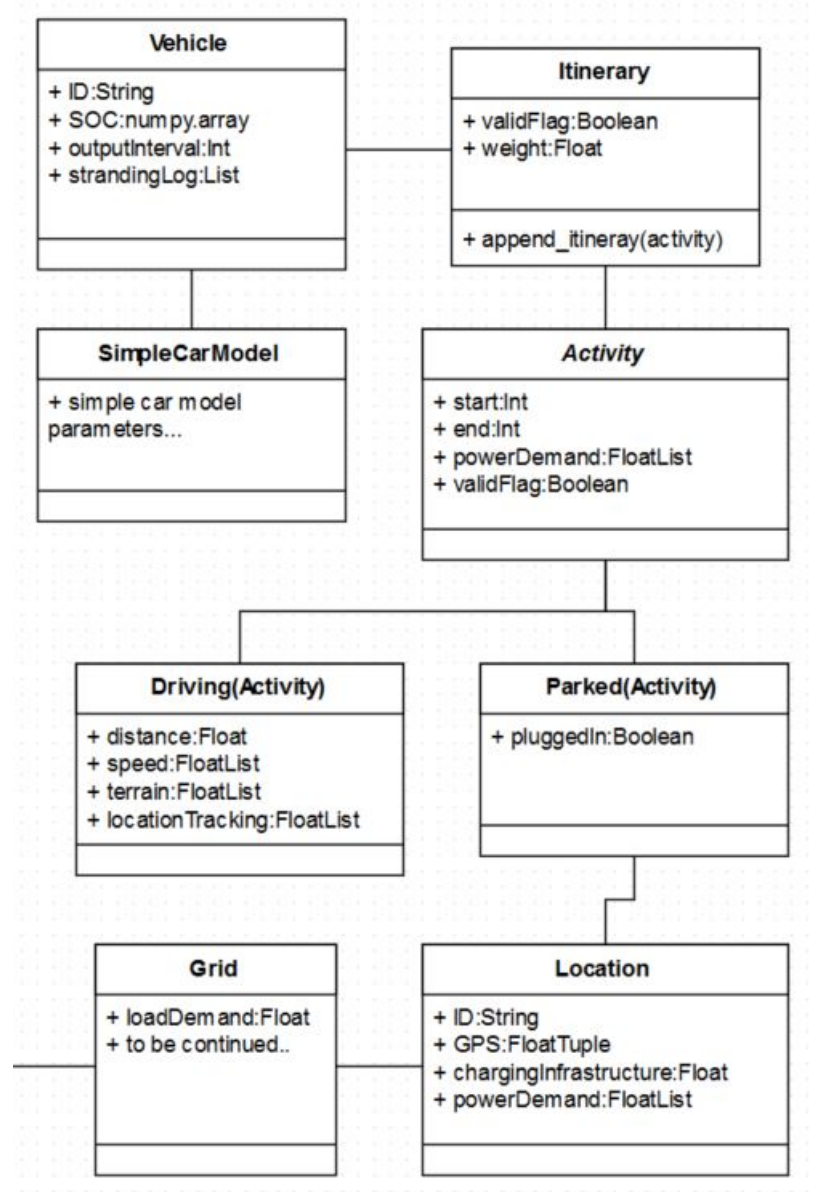 Vehicle
+ ID:String
+ SOC:numpy.array
+ outputInterval:Int
+ strandingLog:List
Itinerary
+ validFlag:Boolean
+ weight:Float
+ append_itineray(activity)
SimpleCarModel
+ simple car model
parameters...
Activity
+ start:Int
+ end:Int
+ powerDemand:FloatList
+ validFlag:Boolean
Driving(Activity)
+ distance:Float
+ speed:FloatList
+ terrain:FloatList
+ locationTracking:FloatList
Parked(Activity)
+ pluggedIn:Boolean
Grid
+ loadDemand:Float
+ to be continued..
Location
+ ID:String
+ GPS:FloatTuple
+ chargingInfrastructure:Float
+ powerDemand:FloatList